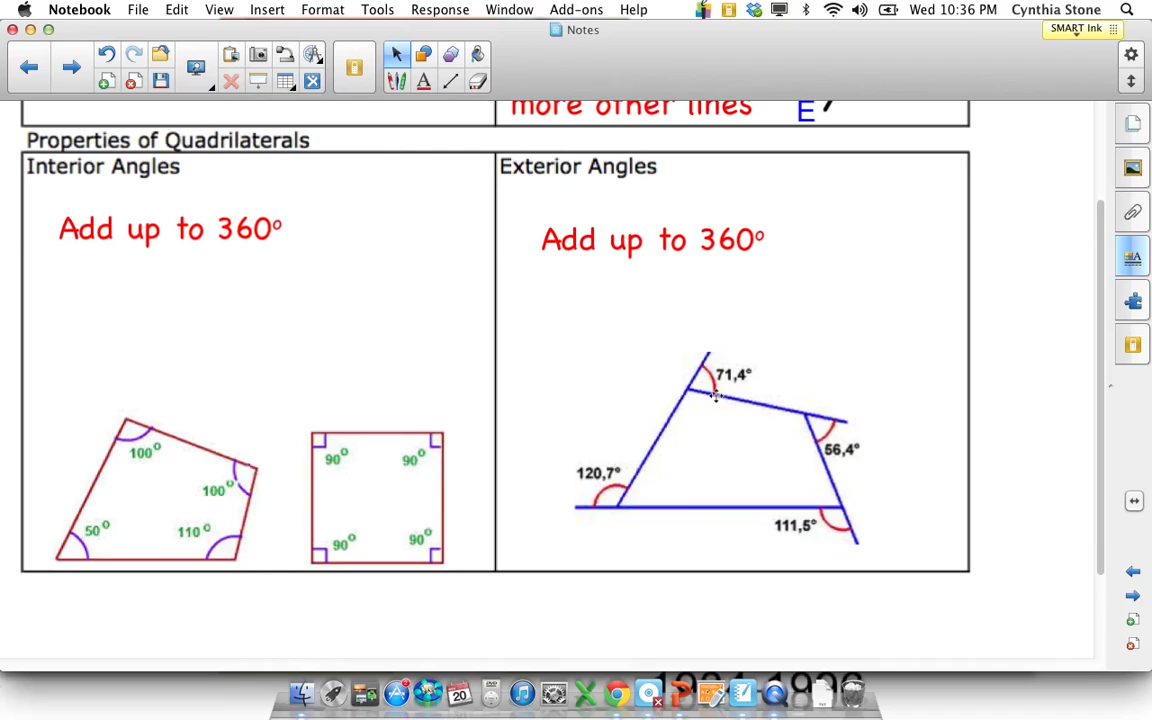 Notebook File Edit View Insert Format Tools Response Window Add-ons Help Wed 10:36 PM Cynthia Stone
Notes
SMART Ink
more other lines E
Properties of Quadrilaterals
Interior Angles
Add up to 360°
100°
100°
50°
110°
90°
90°
90°
90°
Exterior Angles
Add up to 360°
71,4°
56,4°
120,7°
111,5°
20